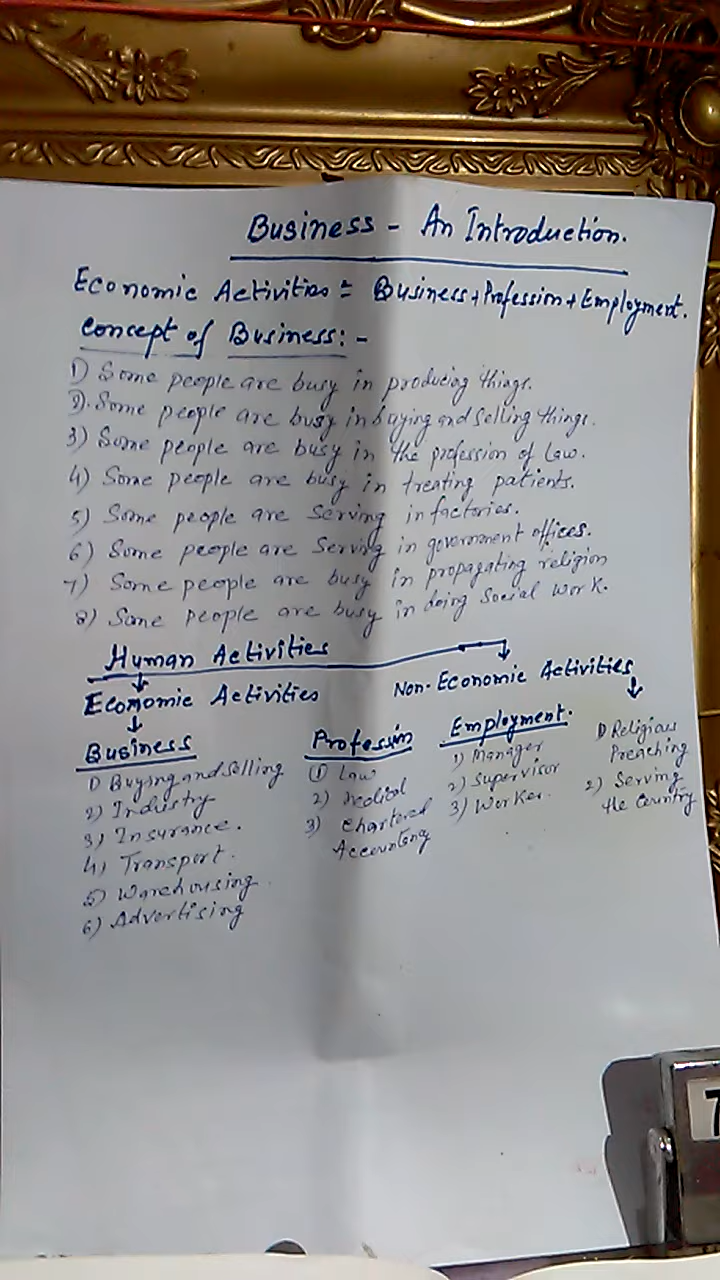 Business - An Introduction.
Economic Activities = Business + Profession + Employment.
Concept of Business: -
1) Some people are busy in producing things.
2). Some people are busy in buying and selling things.
3) Some people are busy in the profession of Law.
4) Some people are busy in treating patients.
5) Some people are serving in factories.
6) Some people are serving in government offices.
7) Some people are busy in propagating religion
8) Some people are busy in doing social work.
Human Activities
Economic Activities Non-Economic Activities
Business Profession Employment.
1) Buying and selling
2) Industry
3) Insurance.
4) Transport.
5) Warehousing
6) Advertising
1) Law
2) Medical
3) Chartered
Accounting
1) Manager
2) Supervisor
3) Worker.
1) Religious
Preaching
2) Serving
the Country
7